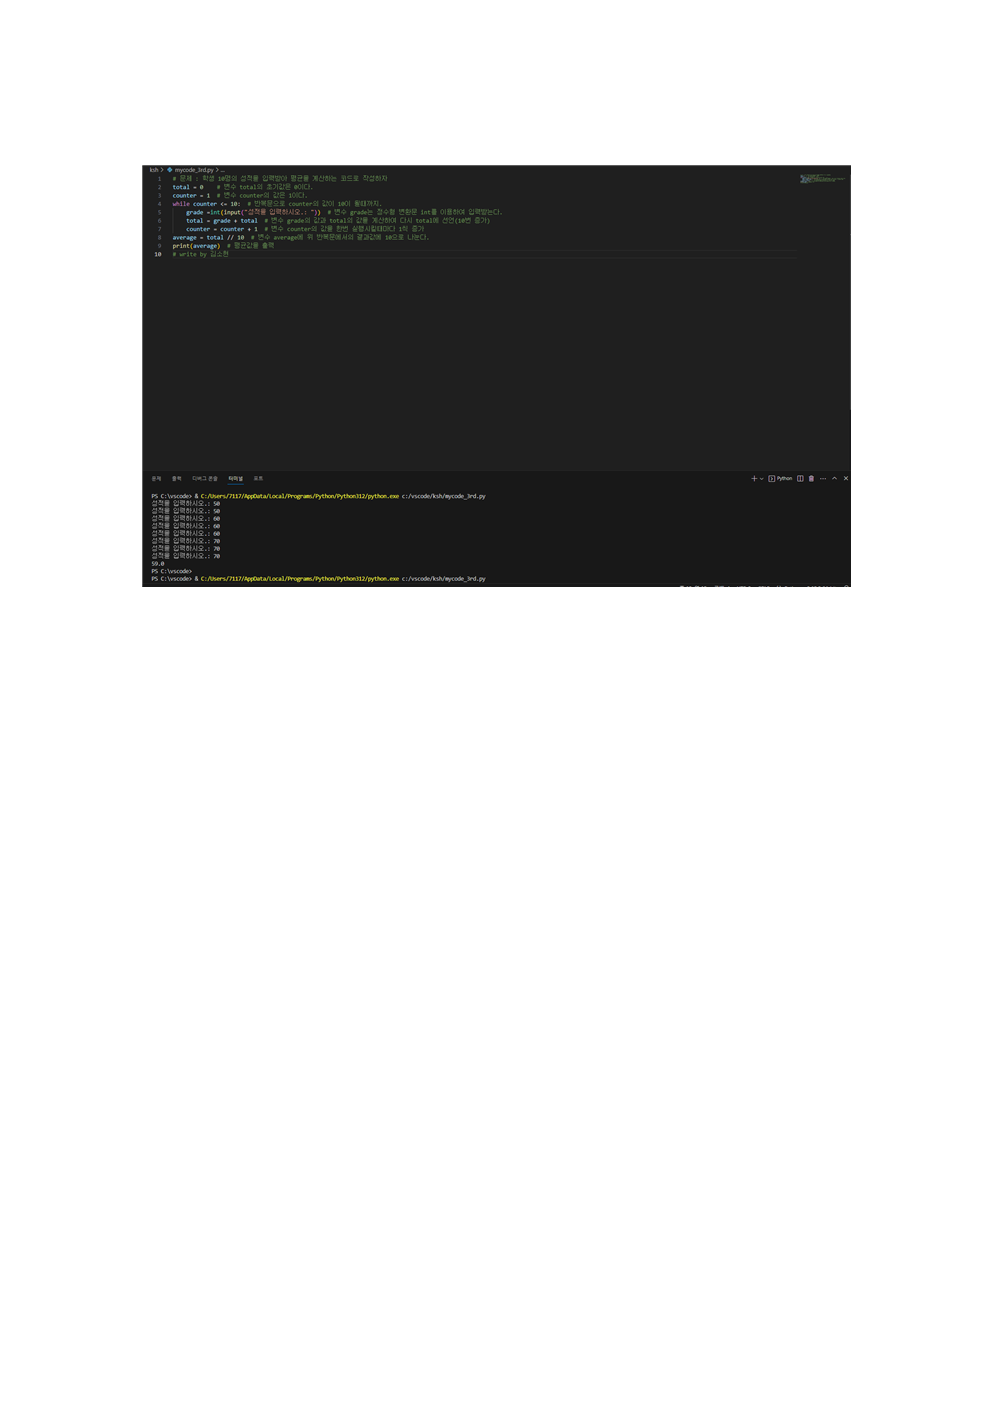 ksh > mycode_3rd.py > ...
1 # 문제 : 학생 10명의 성적을 입력받아 평균을 계산하는 코드로 작성하자
2 total = 0 # 변수 total의 초기값은 0이다.
3 counter = 1 # 변수 counter의 값은 1이다.
4 while counter <= 10: # 반복문으로 counter의 값이 10이 될때까지.
5 grade =int(input("성적을 입력하시오.: ")) # 변수 grade는 정수형 변환문 int를 이용하여 입력받는다.
6 total = grade + total # 변수 grade의 값과 total의 값을 계산하여 다시 total에 선언(10번 증가)
7 counter = counter + 1 # 변수 counter의 값을 한번 실행시킬때마다 1씩 증가
8 average = total // 10 # 변수 average에 위 반복문에서의 결과값에 10으로 나눈다.
9 print(average) # 평균값을 출력
10 # write by
문제 출력 디버그 콘솔 터미널 포트
Python
PS C:\vscode> & C:/Users/7117/AppData/Local/Programs/Python/Python312/python.exe c:/vscode/ksh/mycode_3rd.py
성적을 입력하시오.: 50
성적을 입력하시오.: 50
성적을 입력하시오.: 60
성적을 입력하시오.: 60
성적을 입력하시오.: 60
성적을 입력하시오.: 70
성적을 입력하시오.: 70
성적을 입력하시오.: 70
59.0
PS C:\vscode>
PS C:\vscode> & C:/Users/7117/AppData/Local/Programs/Python/Python312/python.exe c:/vscode/ksh/mycode_3rd.py